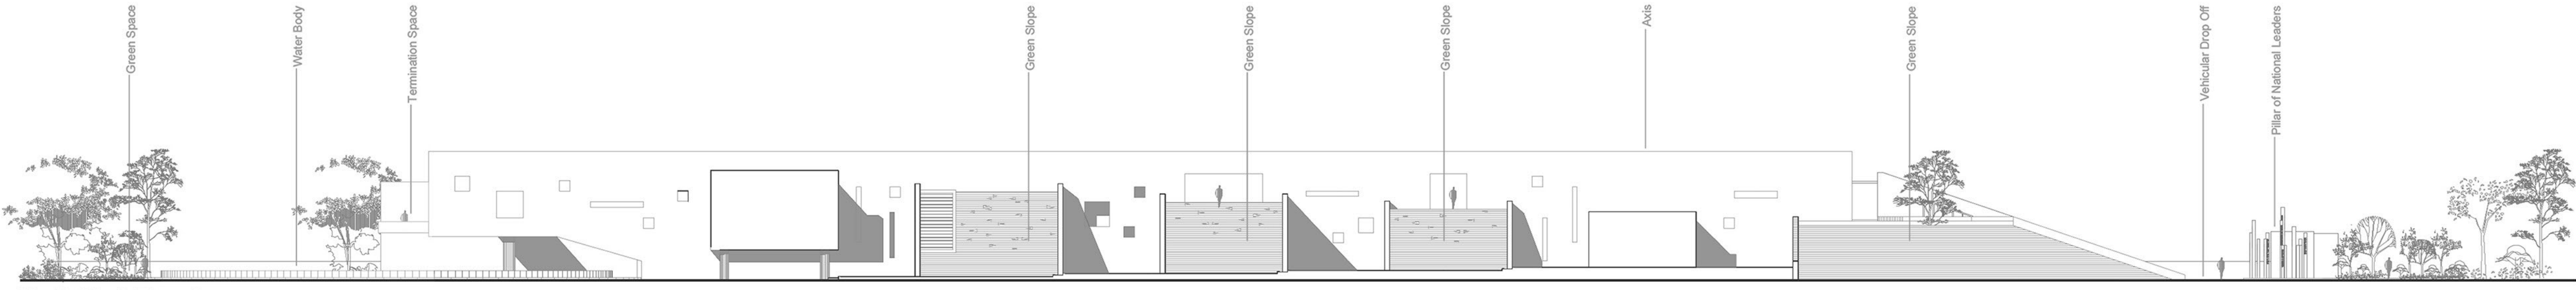 Green Space
Water Body
Termination Space
Green Slope
Green Slope
Green Slope
Axis
Green Slope
Vehicular Drop Off
Pillar of National Leaders